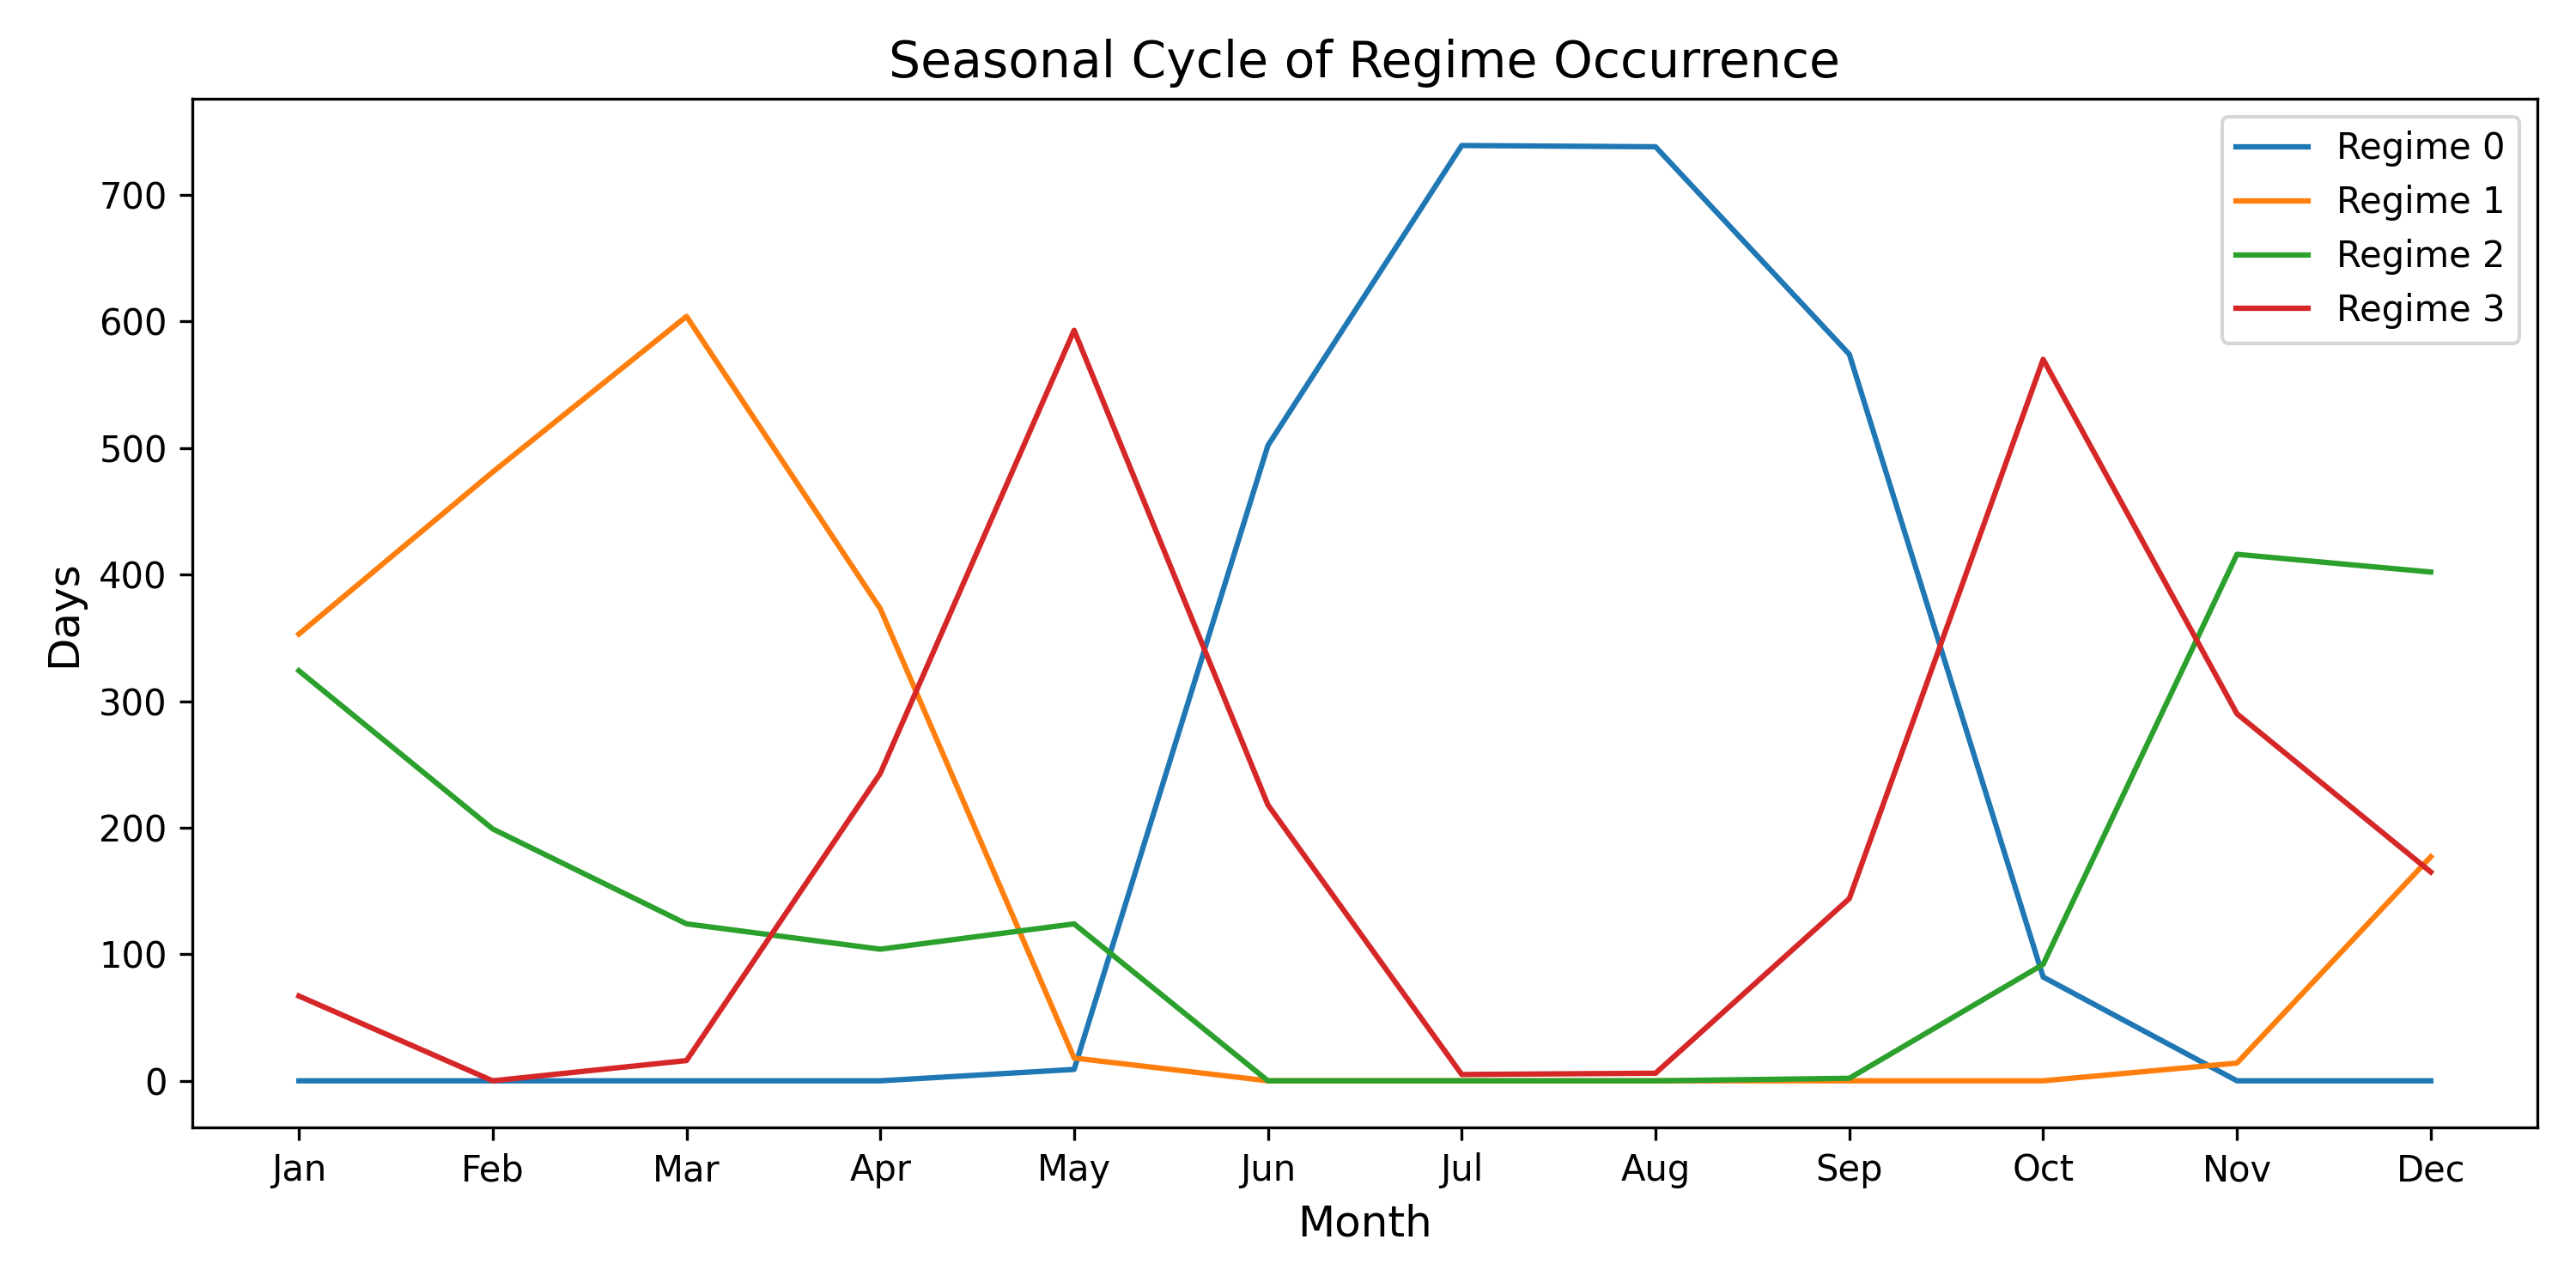 Seasonal Cycle of Regime Occurrence
Regime 0
Regime 1
Regime 2
Regime 3
700
600
500
400
300
200
100
0
Days
Jan Feb Mar Apr May Jun Jul Aug Sep Oct Nov Dec
Month